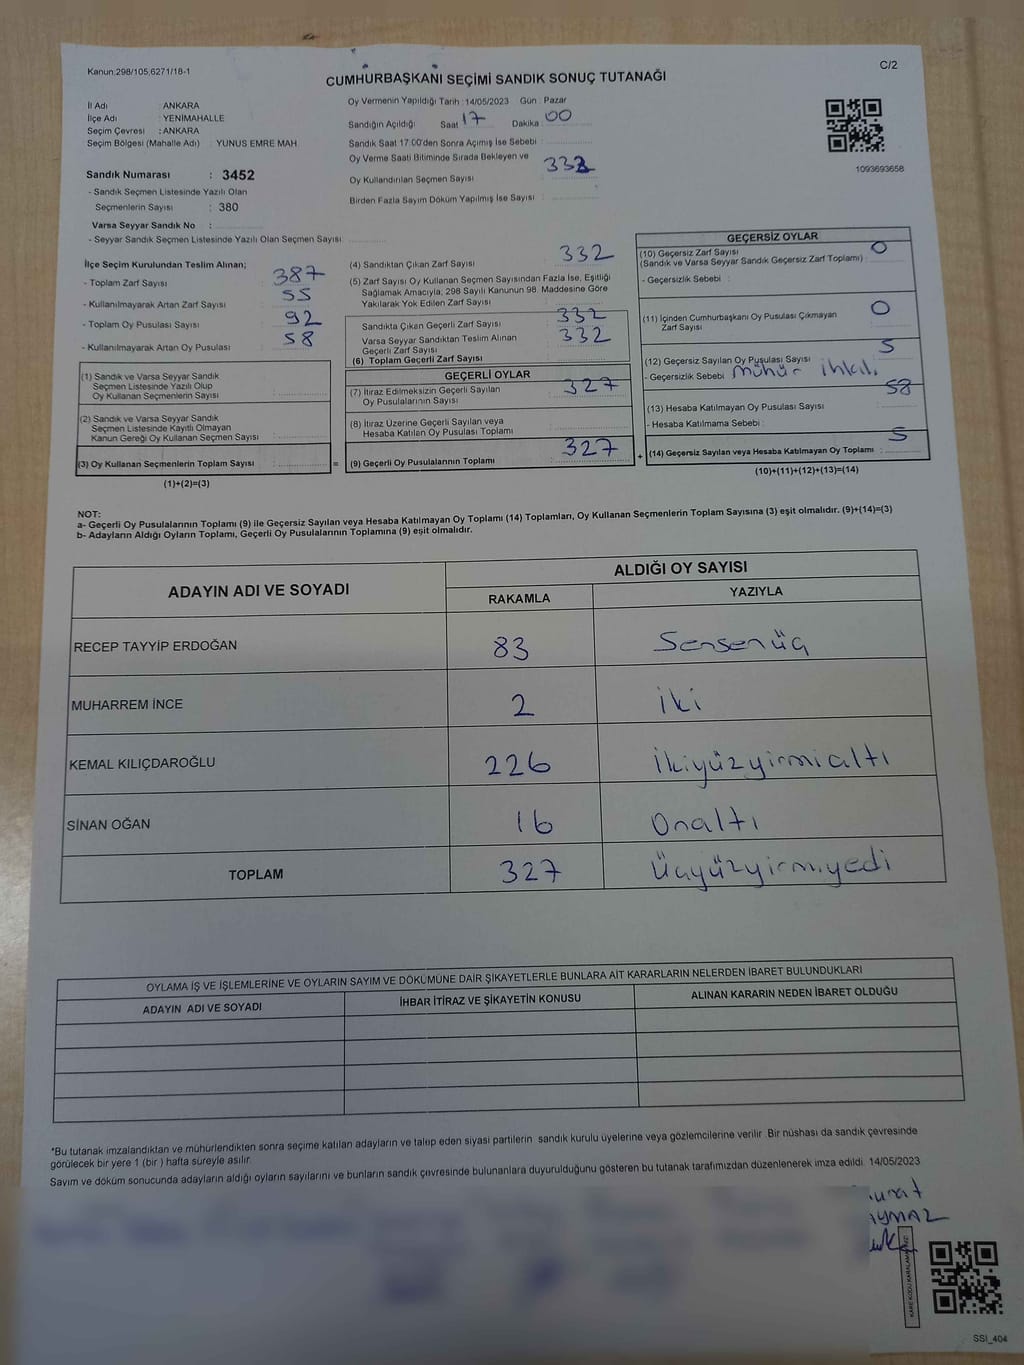 Kanun:298/105,6271/18-1
C/2
CUMHURBAŞKANI SEÇİMİ SANDIK SONUÇ TUTANAĞI
İl Adı : ANKARA
İlçe Adı : YENİMAHALLE
Seçim Çevresi : ANKARA
Seçim Bölgesi (Mahalle Adı) : YUNUS EMRE MAH.
Sandık Numarası : 3452
- Sandık Seçmen Listesinde Yazılı Olan
Seçmenlerin Sayısı : 380
Varsa Seyyar Sandık No :
- Seyyar Sandık Seçmen Listesinde Yazılı Olan Seçmen Sayısı:
Oy Vermenin Yapıldığı Tarih :14/05/2023 Gün : Pazar
Sandığın Açıldığı Saat : 17 Dakika : 00
Sandık Saat 17.00'den Sonra Açımış İse Sebebi :
Oy Verme Saati Bitiminde Sırada Bekleyen ve
Oy Kullandırılan Seçmen Sayısı : 332
Birden Fazla Sayım Döküm Yapılmış İse Sayısı :
1093693658
İlçe Seçim Kurulundan Teslim Alınan;
- Toplam Zarf Sayısı : 387
- Kullanılmayarak Artan Zarf Sayısı : 55
- Toplam Oy Pusulası Sayısı : 92
- Kullanılmayarak Artan Oy Pusulası : 58
(1) Sandık ve Varsa Seyyar Sandık
Seçmen Listesinde Yazılı Olup
Oy Kullanan Seçmenlerin Sayısı :
(2) Sandık ve Varsa Seyyar Sandık
Seçmen Listesinde Kayıtlı Olmayan
Kanun Gereği Oy Kullanan Seçmen Sayısı :
(3) Oy Kullanan Seçmenlerin Toplam Sayısı :
(1)+(2)=(3)
=
(4) Sandıktan Çıkan Zarf Sayısı : 332
(5) Zarf Sayısı Oy Kullanan Seçmen Sayısından Fazla İse, Eşitliği
Sağlamak Amacıyla, 298 Sayılı Kanunun 98. Maddesine Göre
Yakılarak Yok Edilen Zarf Sayısı :
Sandıkta Çıkan Geçerli Zarf Sayısı : 332
Varsa Seyyar Sandıktan Teslim Alınan
Geçerli Zarf Sayısı : 332
(6) Toplam Geçerli Zarf Sayısı :
GEÇERLİ OYLAR
(7) İtiraz Edilmeksizin Geçerli Sayılan
Oy Pusulalarının Sayısı : 327
(8) İtiraz Üzerine Geçerli Sayılan veya
Hesaba Katılan Oy Pusulası Toplamı :
(9) Geçerli Oy Pusulalarının Toplamı : 327
+
GEÇERSİZ OYLAR
(10) Geçersiz Zarf Sayısı
(Sandık ve Varsa Seyyar Sandık Geçersiz Zarf Toplamı) : 0
- Geçersizlik Sebebi :
(11) İçinden Cumhurbaşkanı Oy Pusulası Çıkmayan
Zarf Sayısı : 0
(12) Geçersiz Sayılan Oy Pusulası Sayısı : 5
- Geçersizlik Sebebi : mühür ihlali
(13) Hesaba Katılmayan Oy Pusulası Sayısı : 58
- Hesaba Katılmama Sebebi :
(14) Geçersiz Sayılan veya Hesaba Katılmayan Oy Toplamı : 5
(10)+(11)+(12)+(13)=(14)
NOT:
a- Geçerli Oy Pusulalarının Toplamı (9) ile Geçersiz Sayılan veya Hesaba Katılmayan Oy Toplamı (14) Toplamları, Oy Kullanan Seçmenlerin Toplam Sayısına (3) eşit olmalıdır. (9)+(14)=(3)
b- Adayların Aldığı Oyların Toplamı, Geçerli Oy Pusulalarının Toplamına (9) eşit olmalıdır.
ADAYIN ADI VE SOYADI
ALDIĞI OY SAYISI
RAKAMLA YAZIYLA
RECEP TAYYİP ERDOĞAN 83 Seksenüç
MUHARREM İNCE 2 iki
KEMAL KILIÇDAROĞLU 226 ikiyüzyirmialtı
SİNAN OĞAN 16 Onaltı
TOPLAM 327 Üçyüzyirmiyedi
OYLAMA İŞ VE İŞLEMLERİNE VE OYLARIN SAYIM VE DÖKÜMÜNE DAİR ŞİKAYETLERLE BUNLARA AİT KARARLARIN NELERDEN İBARET BULUNDUKLARI
ADAYIN ADI VE SOYADI İHBAR İTİRAZ VE ŞİKAYETİN KONUSU ALINAN KARARIN NEDEN İBARET OLDUĞU
*Bu tutanak imzalandıktan ve mühürlendikten sonra seçime katılan adayların ve talep eden siyasi partilerin sandık kurulu üyelerine veya gözlemcilerine verilir. Bir nüshası da sandık çevresinde
görülecek bir yere 1 (bir) hafta süreyle asılır.
Sayım ve döküm sonucunda adayların aldığı oyların sayılarını ve bunların sandık çevresinde bulunanlara duyurulduğunu gösteren bu tutanak tarafımızdan düzenlenerek imza edildi. 14/05/2023
SSİ_404